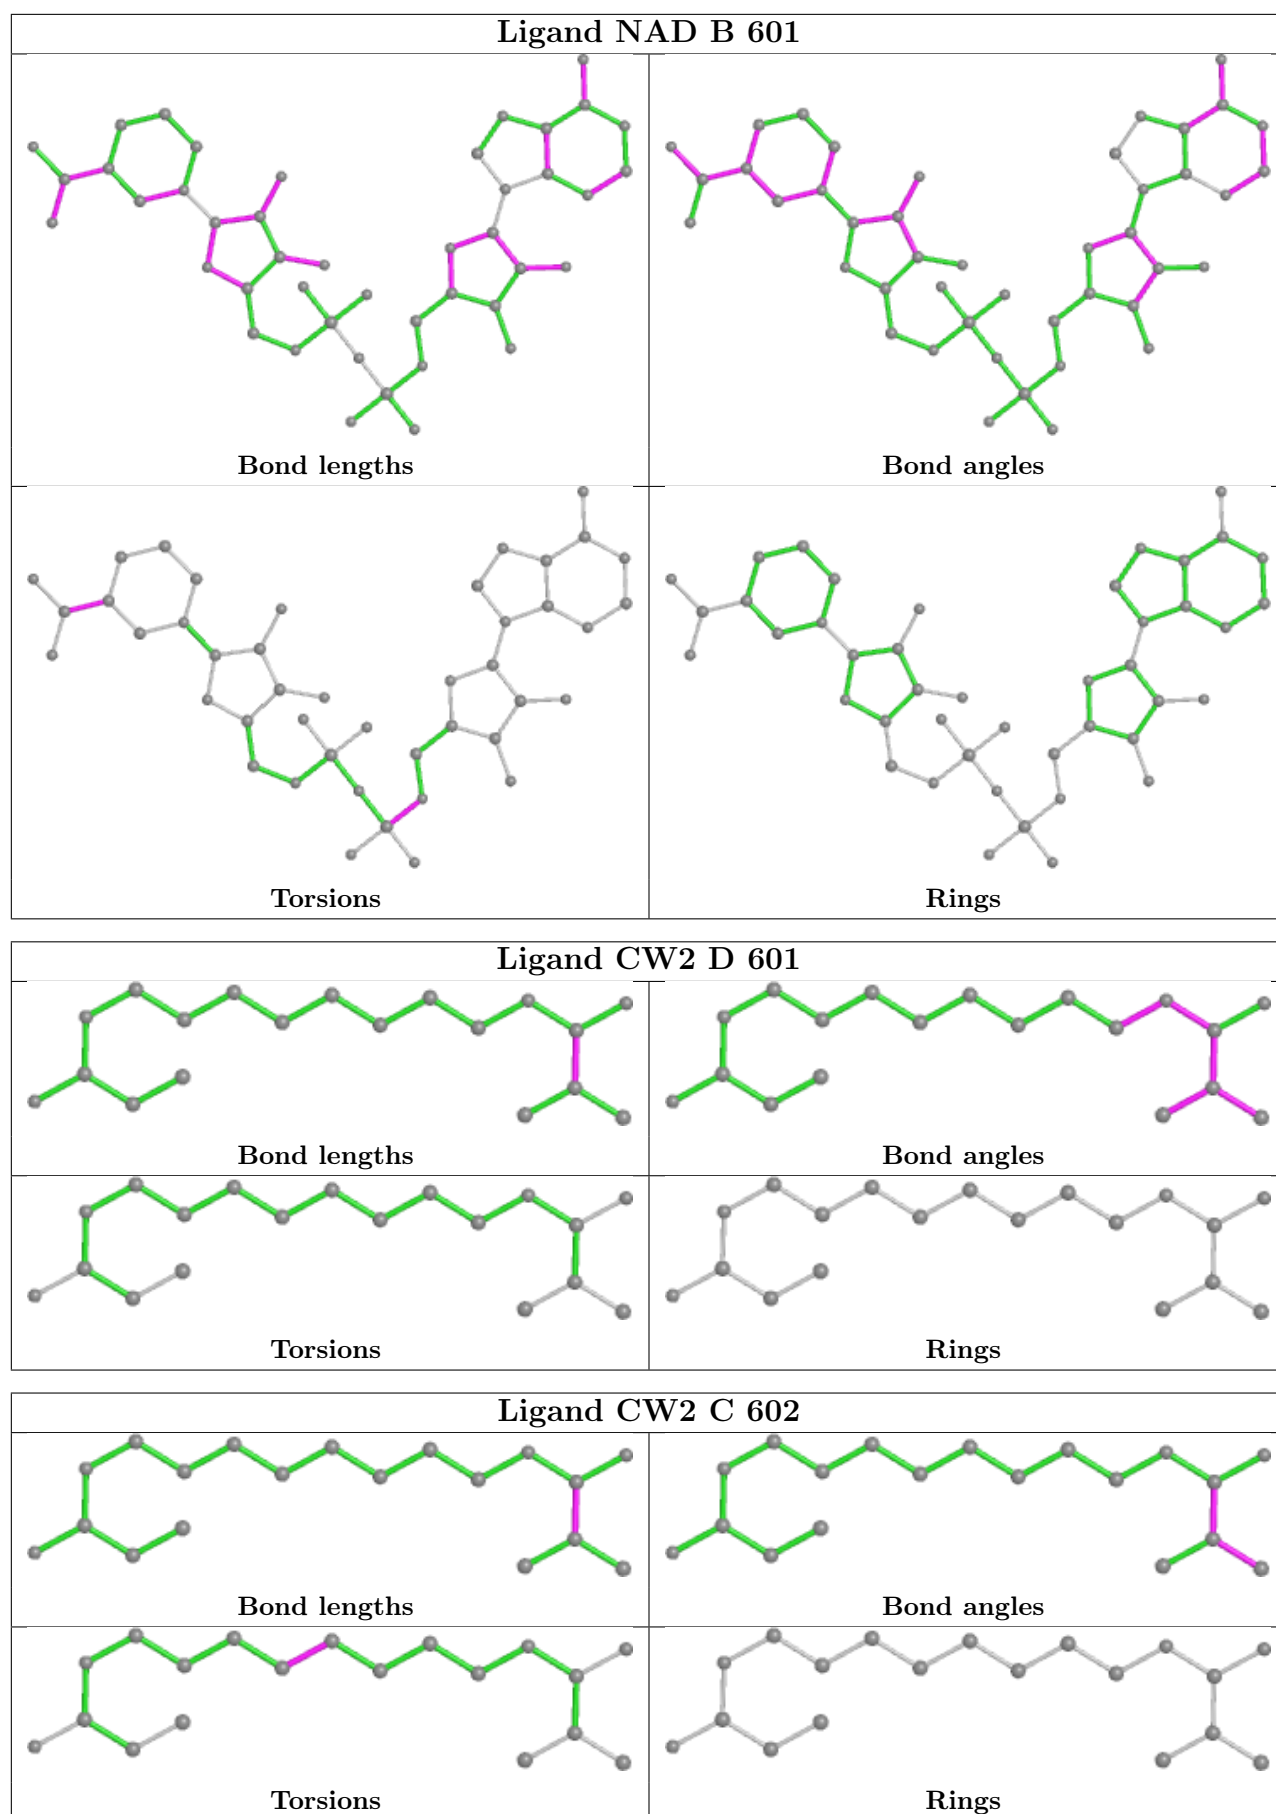 Ligand NAD B 601
Bond lengths
Bond angles
Torsions
Rings
Ligand CW2 D 601
Bond lengths
Bond angles
Torsions
Rings
Ligand CW2 C 602
Bond lengths
Bond angles
Torsions
Rings